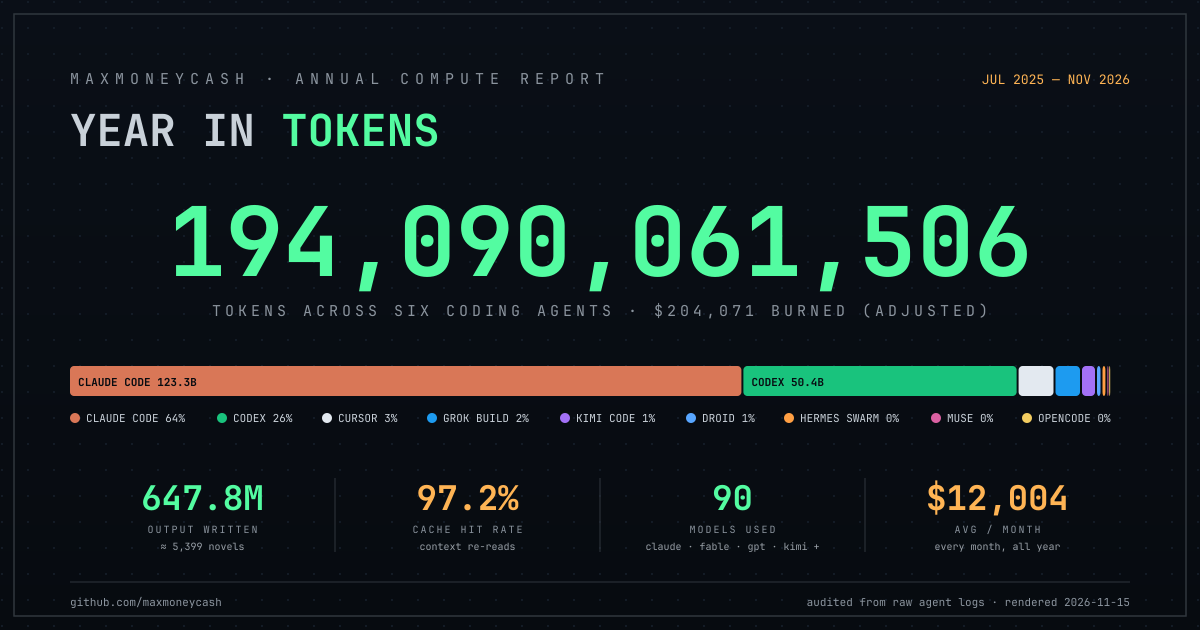 MAXMONEYCASH · ANNUAL COMPUTE REPORT
JUL 2025 — NOV 2026
YEAR IN TOKENS
194,090,061,506
TOKENS ACROSS SIX CODING AGENTS · $204,071 BURNED (ADJUSTED)
CLAUDE CODE 123.3B
CODEX 50.4B
CLAUDE CODE 64%
CODEX 26%
CURSOR 3%
GROK BUILD 2%
KIMI CODE 1%
DROID 1%
HERMES SWARM 0%
MUSE 0%
OPENCODE 0%
647.8M
OUTPUT WRITTEN
≈ 5,399 novels
97.2%
CACHE HIT RATE
context re-reads
90
MODELS USED
claude · fable · gpt · kimi +
$12,004
AVG / MONTH
every month, all year
github.com/maxmoneycash
audited from raw agent logs · rendered 2026-11-15